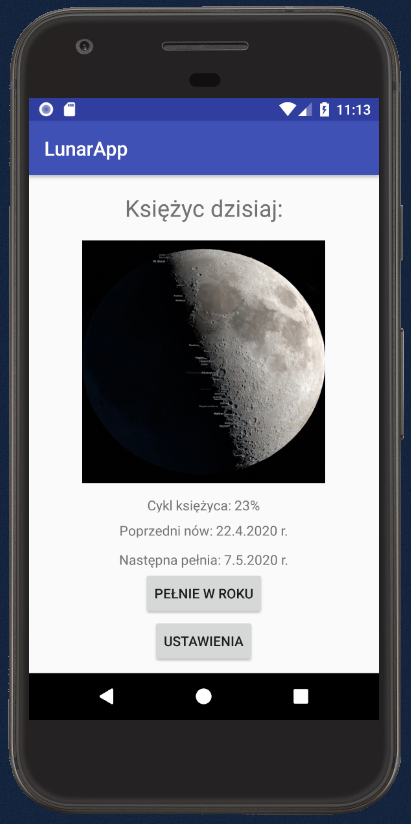 11:13
LunarApp
Księżyc dzisiaj:
Cykl księżyca: 23%
Poprzedni nów: 22.4.2020 r.
Następna pełnia: 7.5.2020 r.
PEŁNIE W ROKU
USTAWIENIA